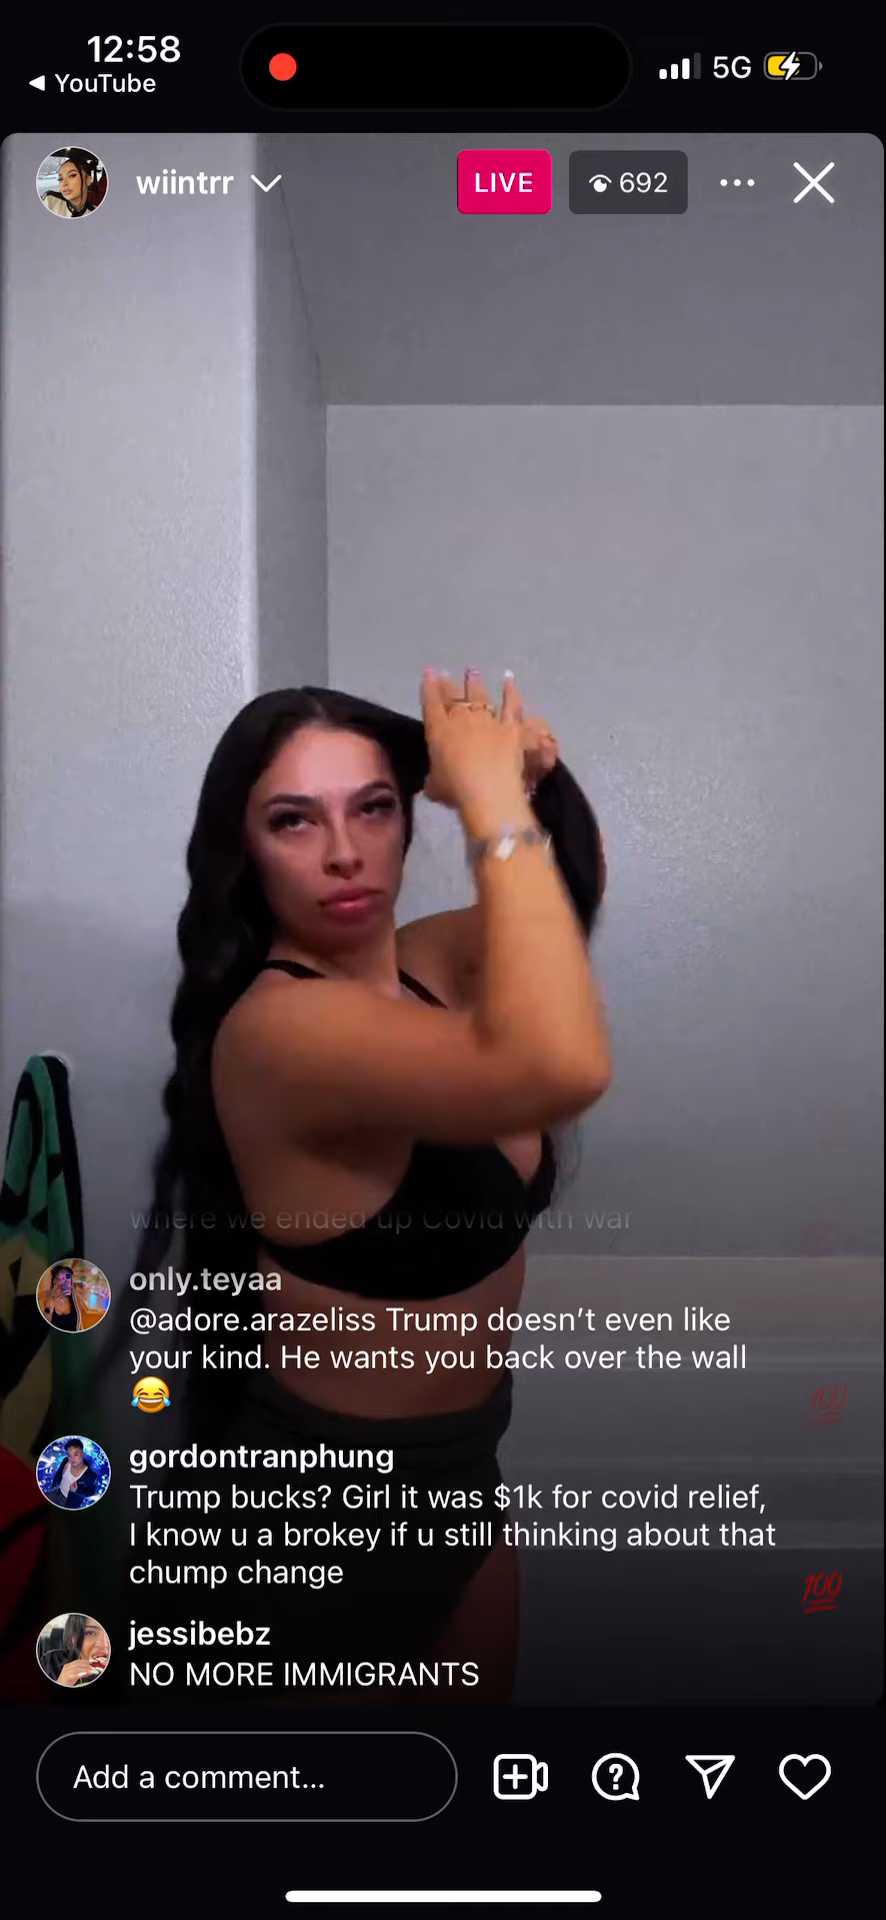 12:58
YouTube
5G
wiintrr
LIVE
692
where we ended up Covid with war
only.teyaa
@adore.arazeliss Trump doesn’t even like
your kind. He wants you back over the wall
😂
gordontranphung
Trump bucks? Girl it was $1k for covid relief,
I know u a brokey if u still thinking about that
chump change
💯
jessibebz
NO MORE IMMIGRANTS
Add a comment...